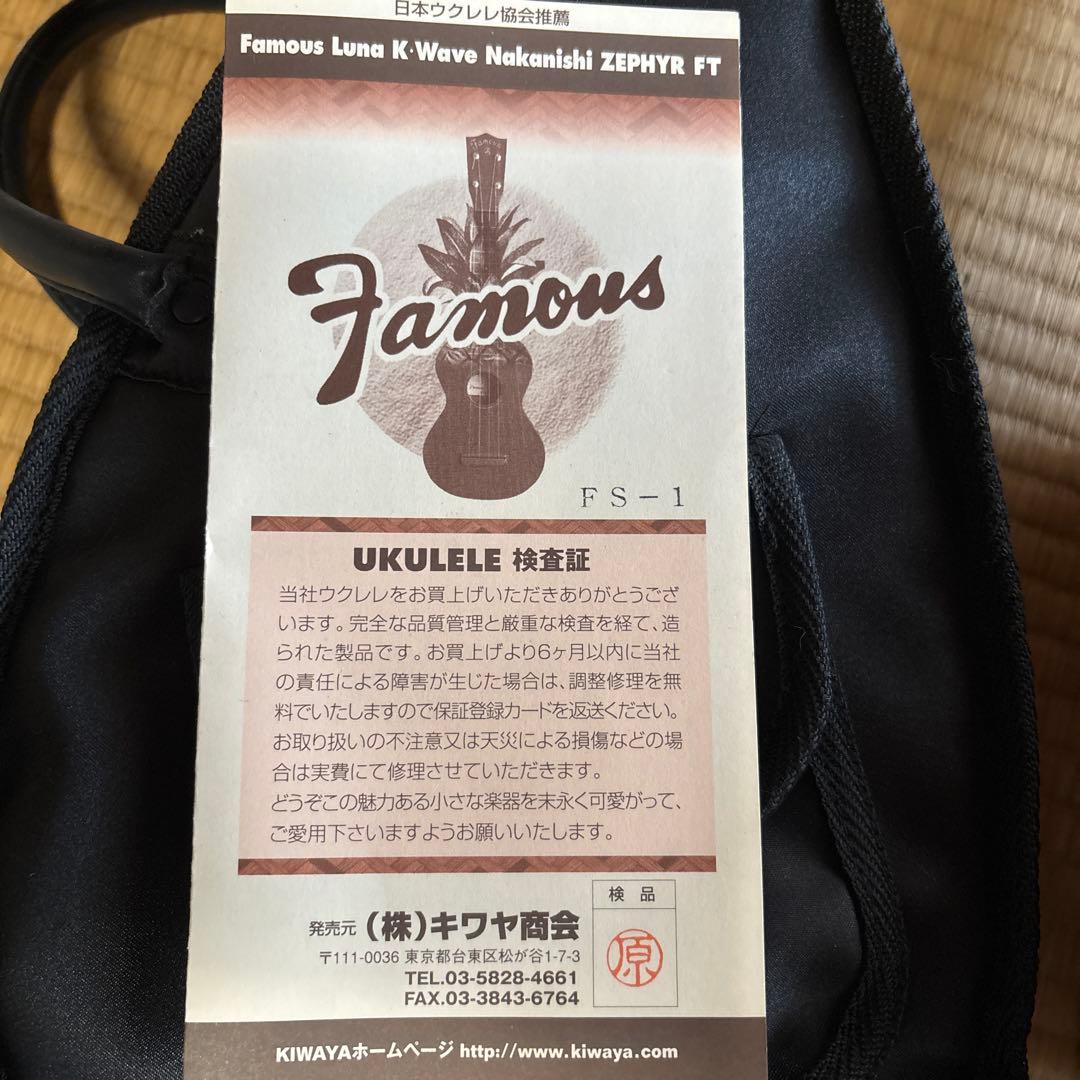 日本ウクレレ協会推薦
Famous Luna K·Wave Nakanishi ZEPHYR FT
Famous
Famous
FS-1
UKULELE 検査証
当社ウクレレをお買上げいただきありがとうござ
います。完全な品質管理と厳重な検査を経て、造
られた製品です。お買上げより6ヶ月以内に当社
の責任による障害が生じた場合は、調整修理を無
料でいたしますので保証登録カードを返送ください。
お取り扱いの不注意又は天災による損傷などの場
合は実費にて修理させていただきます。
どうぞこの魅力ある小さな楽器を末永く可愛がって、
ご愛用下さいますようお願いいたします。
検品
原
発売元 (株)キワヤ商会
〒111-0036 東京都台東区松が谷1-7-3
TEL.03-5828-4661
FAX.03-3843-6764
KIWAYAホームページ http://www.kiwaya.com